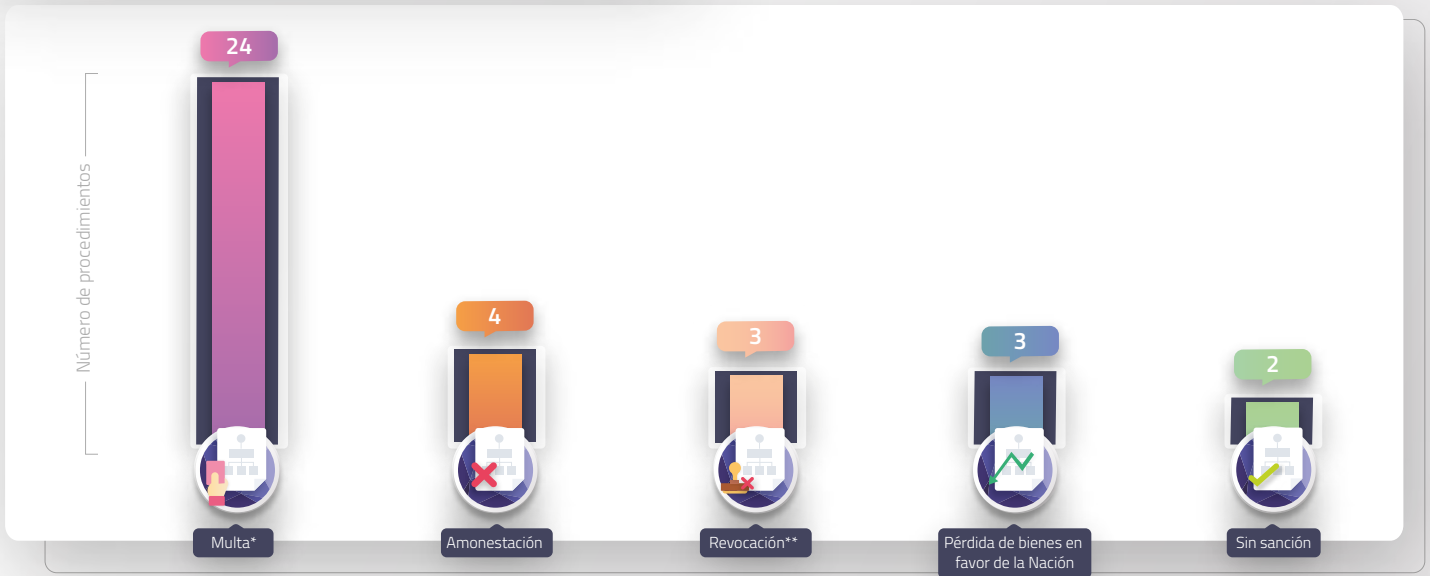 24
4
3
3
2
Número de procedimientos
Multa*
Amonestación
Revocación**
Pérdida de bienes en
favor de la Nación
Sin sanción